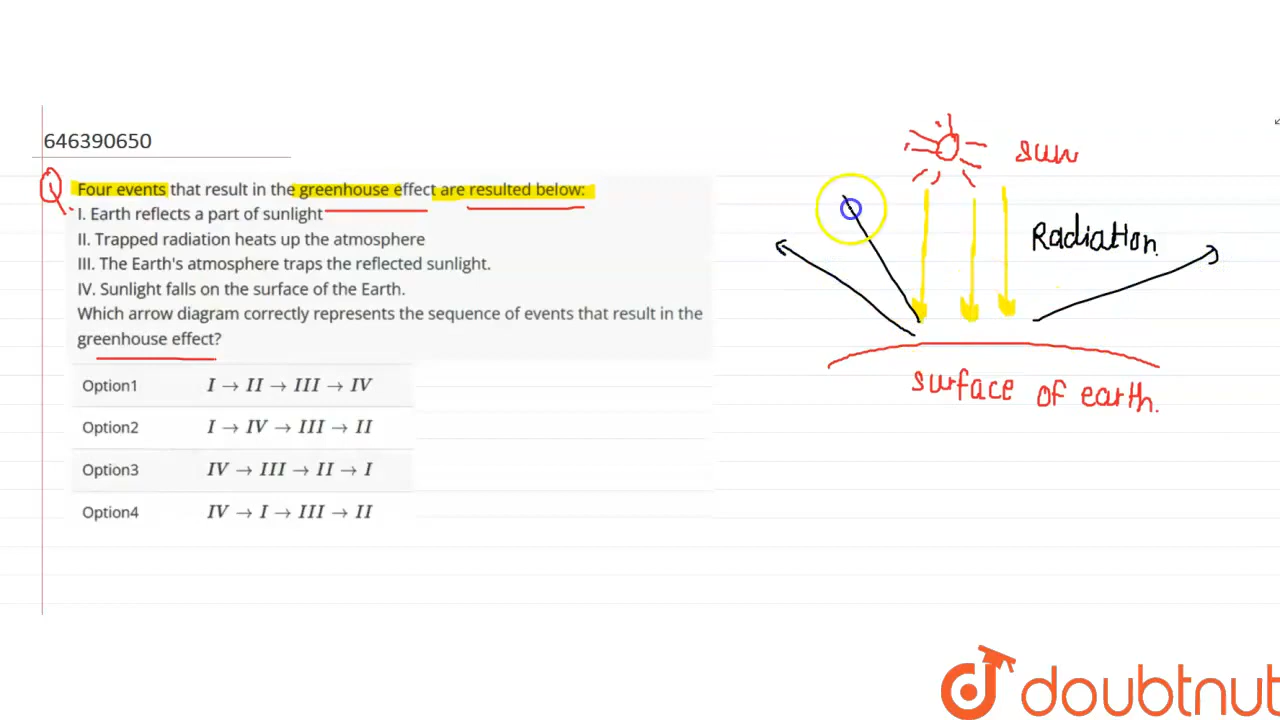 646390650
Q. Four events that result in the greenhouse effect are resulted below:
I. Earth reflects a part of sunlight
II. Trapped radiation heats up the atmosphere
III. The Earth's atmosphere traps the reflected sunlight.
IV. Sunlight falls on the surface of the Earth.
Which arrow diagram correctly represents the sequence of events that result in the
greenhouse effect?
Option1 I → II → III → IV
Option2 I → IV → III → II
Option3 IV → III → II → I
Option4 IV → I → III → II
sun
Radiation.
surface of earth.
doubtnut